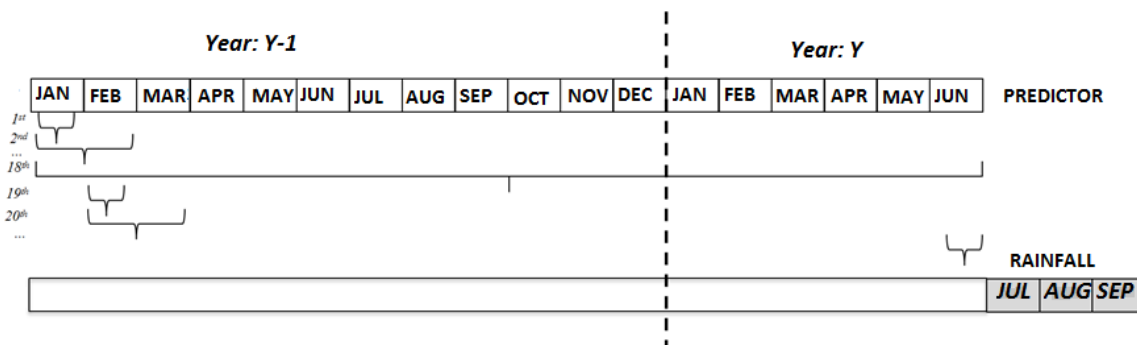 Year: Y-1 Year: Y
JAN FEB MAR APR MAY JUN JUL AUG SEP OCT NOV DEC JAN FEB MAR APR MAY JUN PREDICTOR
1st
2nd
...
18th
19th
20th
...
RAINFALL
JUL AUG SEP